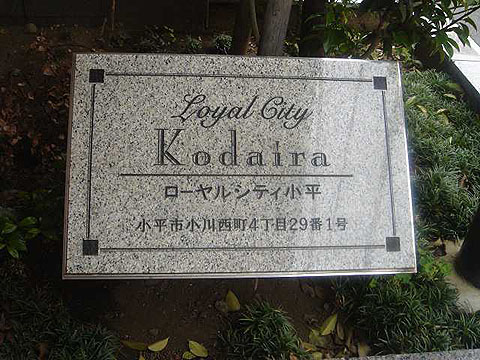 Loyal City
Kodaira
ローヤルシティ小平
小平市小川西町4丁目29番1号